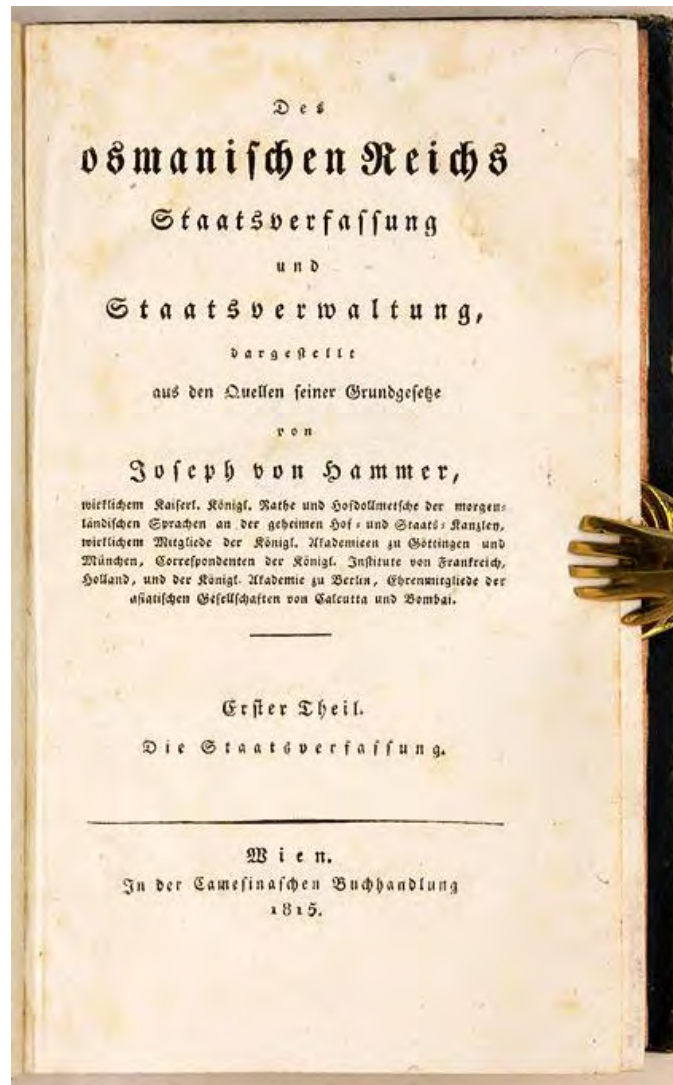 Des
osmanischen Reichs
Staatsverfassung
und
Staatsverwaltung,
dargestellt
aus den Quellen seiner Grundgesetze
von
Joseph von Hammer,
wirklichem Kaiserl. Königl. Rathe und Hofdollmetsche der morgen-
ländischen Sprachen an der geheimen Hof- und Staats-Kanzley,
wirklichem Mitgliede der Königl. Akademieen zu Göttingen und
München, Correspondenten der Königl. Institute von Frankreich,
Holland, und der Königl. Akademie zu Berlin, Ehrenmitgliede der
asiatischen Gesellschaften von Calcutta und Bombai.
Erster Theil.
Die Staatsverfassung.
Wien.
In der Camesinaschen Buchhandlung
1815.